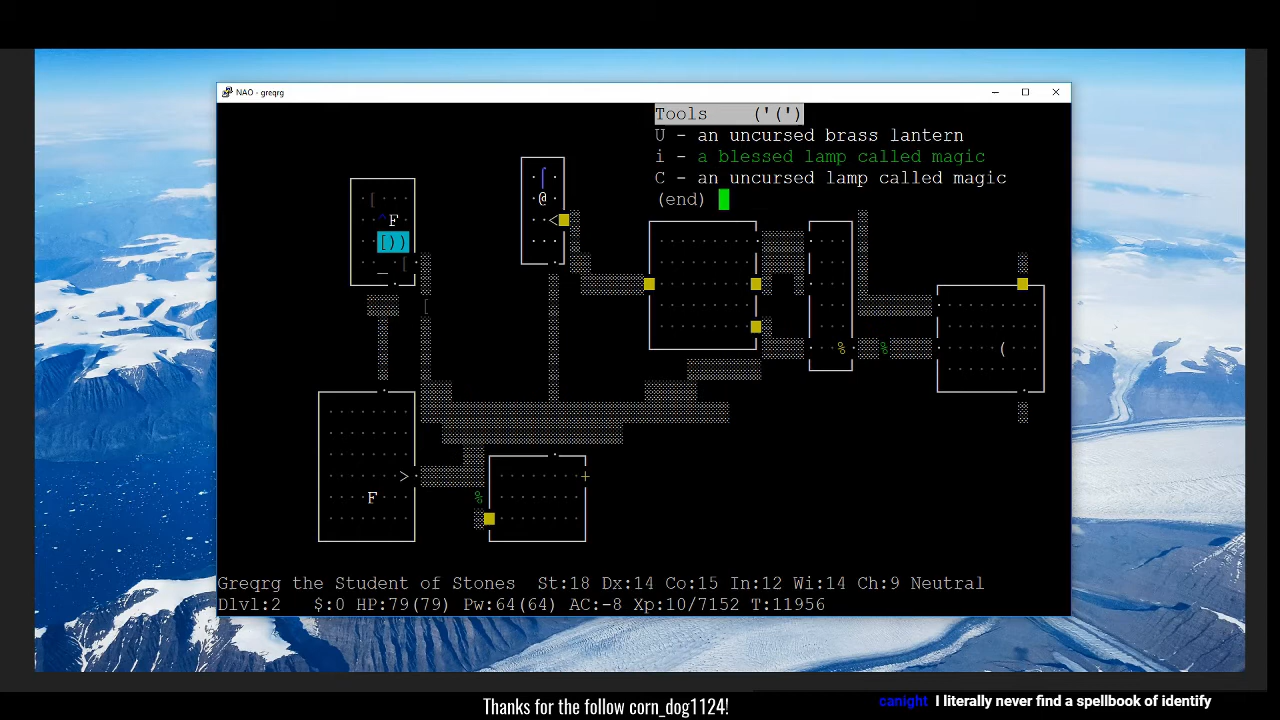 NAO - greqrg
Tools ('(')
U - an uncursed brass lantern
i - a blessed lamp called magic
C - an uncursed lamp called magic
(end)
Greqrg the Student of Stones St:18 Dx:14 Co:15 In:12 Wi:14 Ch:9 Neutral
Dlvl:2 $:0 HP:79(79) Pw:64(64) AC:-8 Xp:10/7152 T:11956
Thanks for the follow corn_dog1124!
canight I literally never find a spellbook of identify